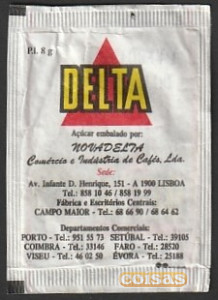 P.l. 8 g
DELTA
Açúcar embalado por:
NOVADELTA
Comércio e Indústria de Cafés, Lda.
Sede:
Av. Infante D. Henrique, 151 - A 1900 LISBOA
Tel.: 858 10 46 / 858 19 99
Fábrica e Escritórios Centrais:
CAMPO MAIOR - Tel.: 68 66 90 / 68 64 62
Departamentos Comerciais:
PORTO - Tel.: 951 55 73 SETÚBAL - Tel.: 39105
COIMBRA - Tel.: 33146 FARO - Tel.: 28520
VISEU - Tel.: 46 02 50 ÉVORA - Tel.: 25188
coisas